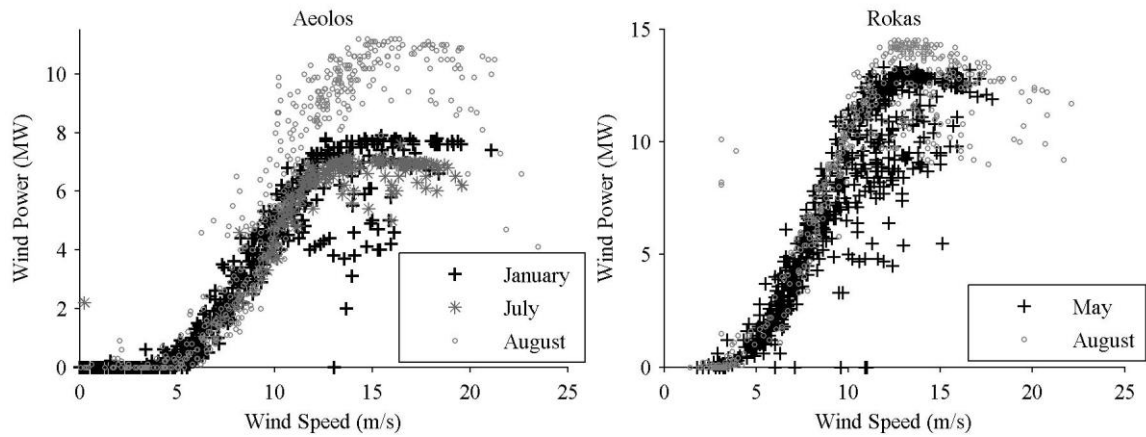 Aeolos
Wind Power (MW)
10
8
6
4
2
0
0 5 10 15 20 25
Wind Speed (m/s)
January
July
August
Rokas
Wind Power (MW)
15
10
5
0
0 5 10 15 20 25
Wind Speed (m/s)
May
August